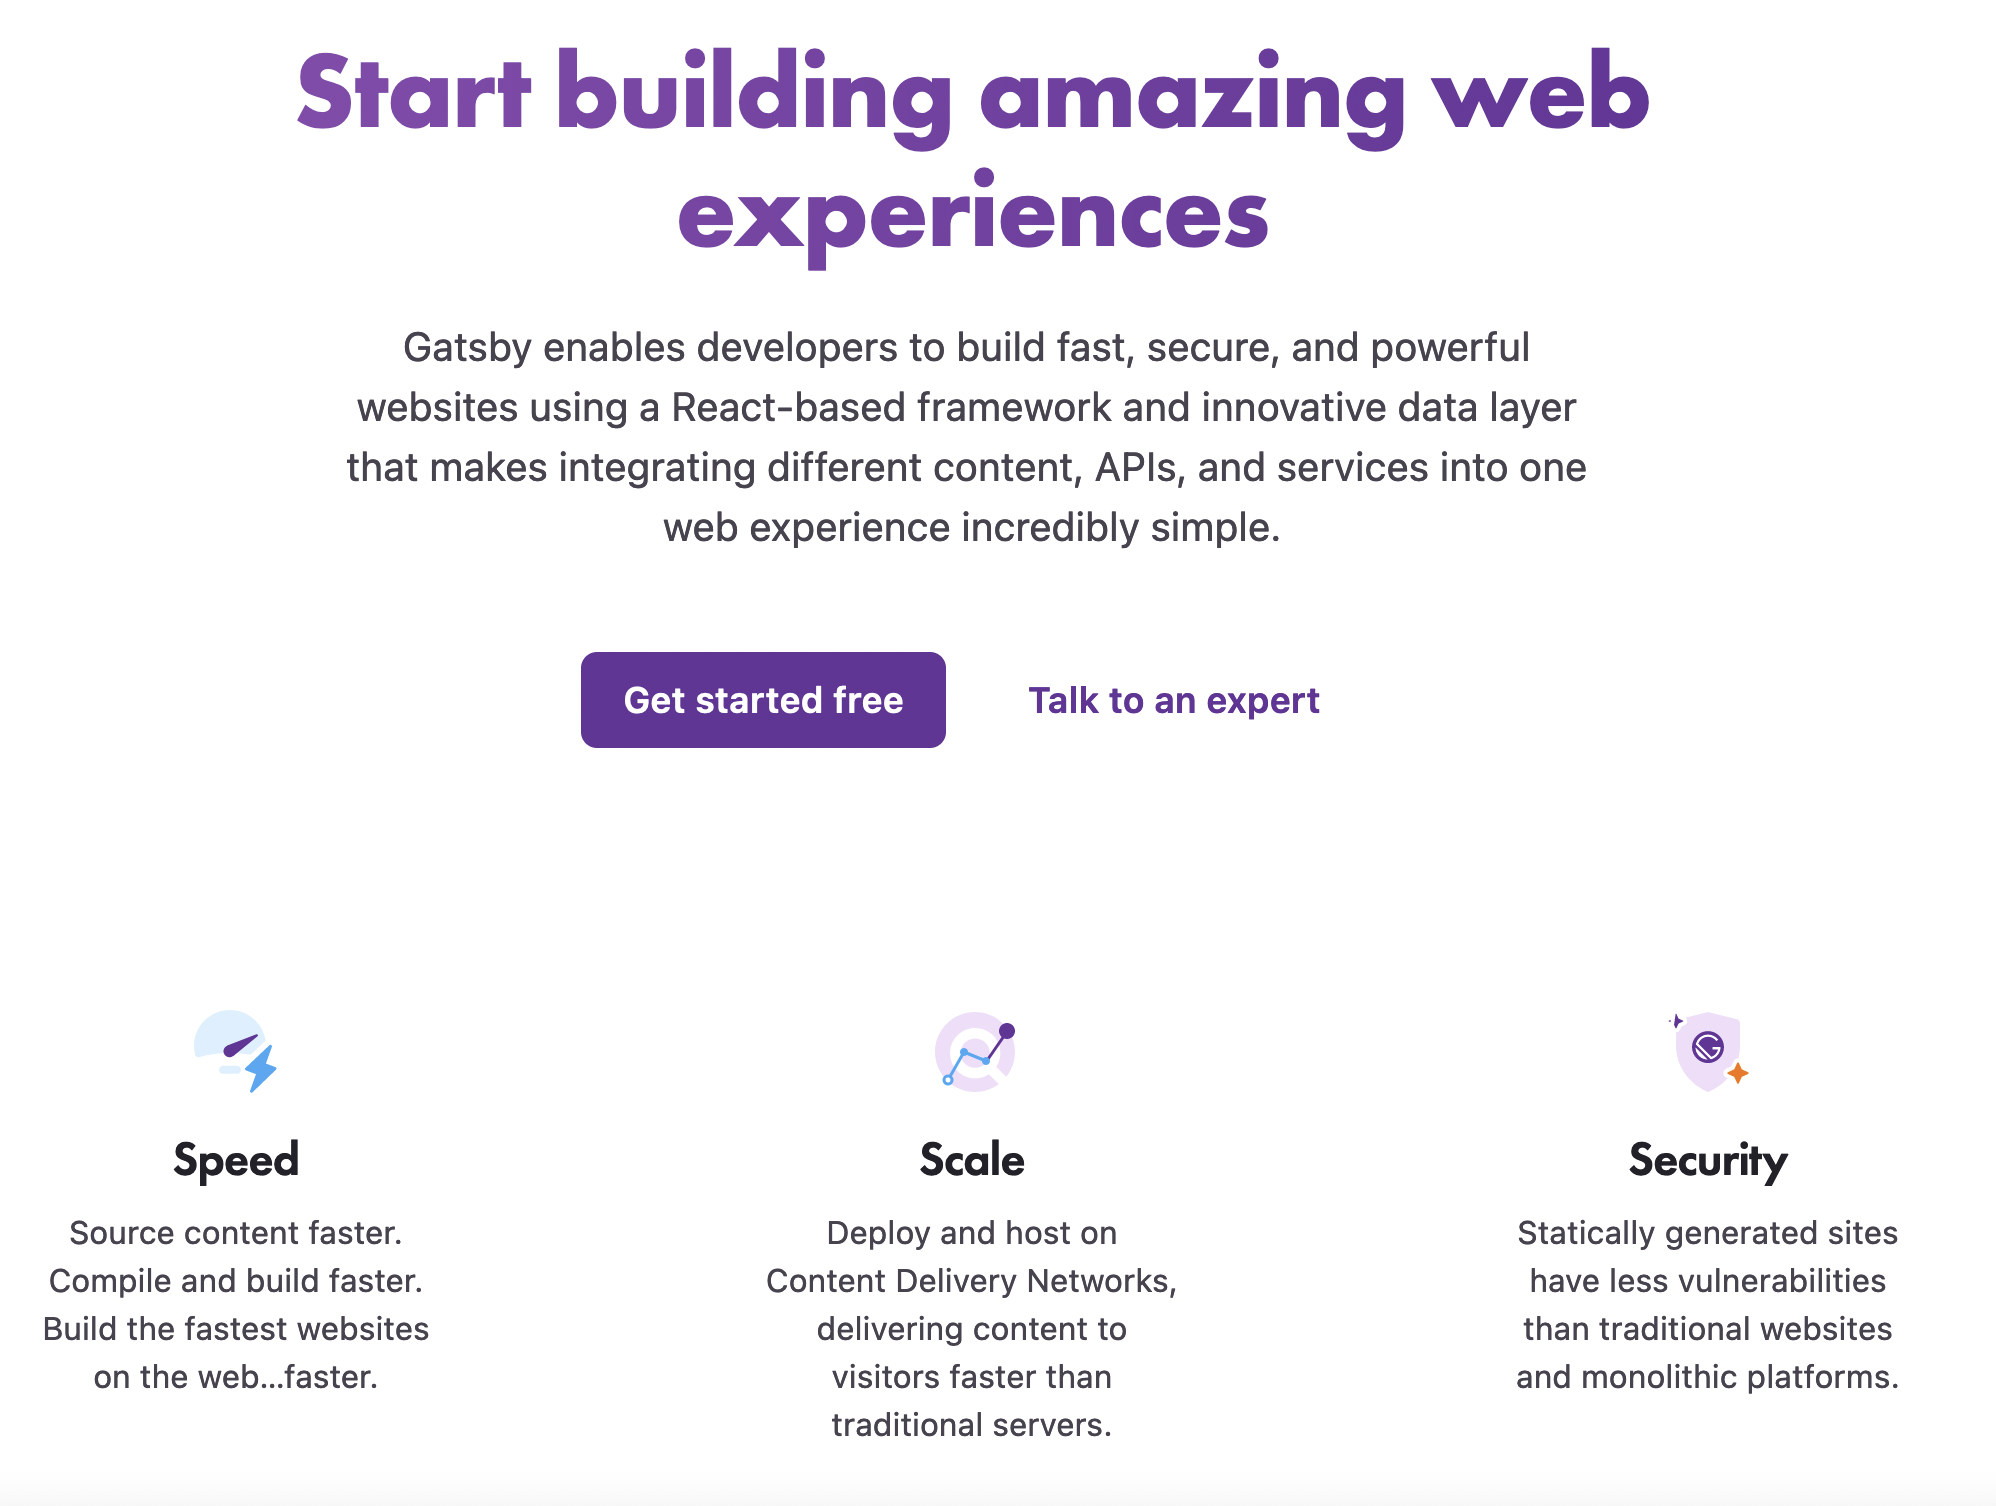 Start building amazing web
experiences
Gatsby enables developers to build fast, secure, and powerful
websites using a React-based framework and innovative data layer
that makes integrating different content, APIs, and services into one
web experience incredibly simple.
Get started free
Talk to an expert
Speed
Source content faster.
Compile and build faster.
Build the fastest websites
on the web...faster.
Scale
Deploy and host on
Content Delivery Networks,
delivering content to
visitors faster than
traditional servers.
Security
Statically generated sites
have less vulnerabilities
than traditional websites
and monolithic platforms.